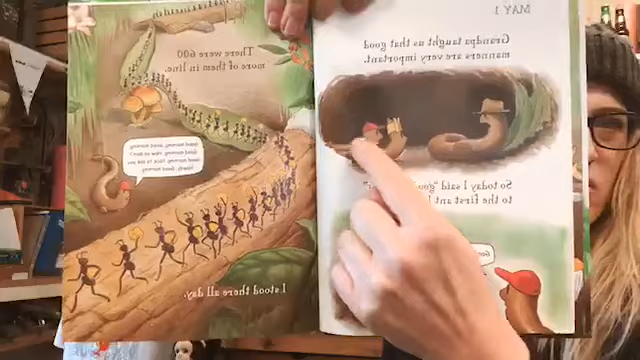 MAY 1
Grandpa taught us that good
manners are very important.
So today I said
to the first ant I
There were 600
more of them in line.
I stood there all day.